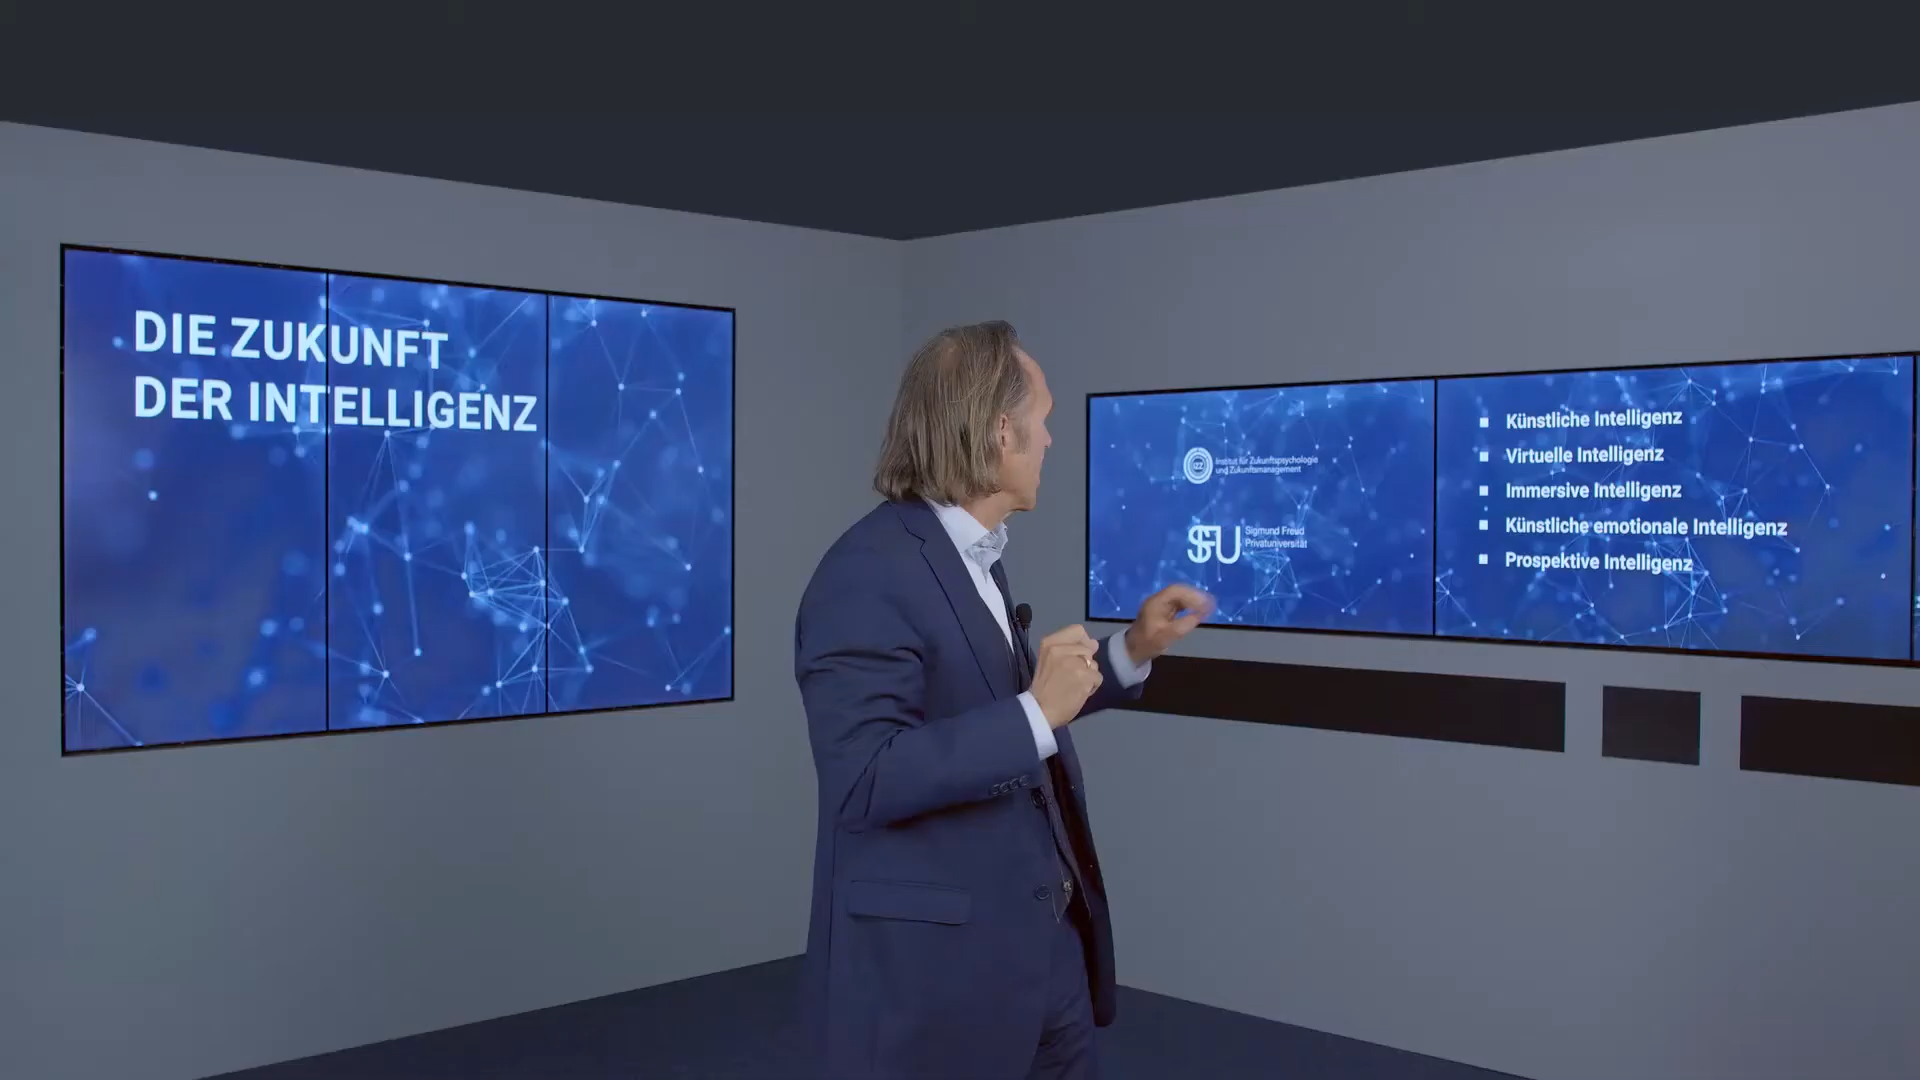 DIE ZUKUNFT
DER INTELLIGENZ
IZZ
Institut für Zukunftspsychologie
und Zukunftsmanagement
SFU
Sigmund Freud
Privatuniversität
Künstliche Intelligenz
Virtuelle Intelligenz
Immersive Intelligenz
Künstliche emotionale Intelligenz
Prospektive Intelligenz